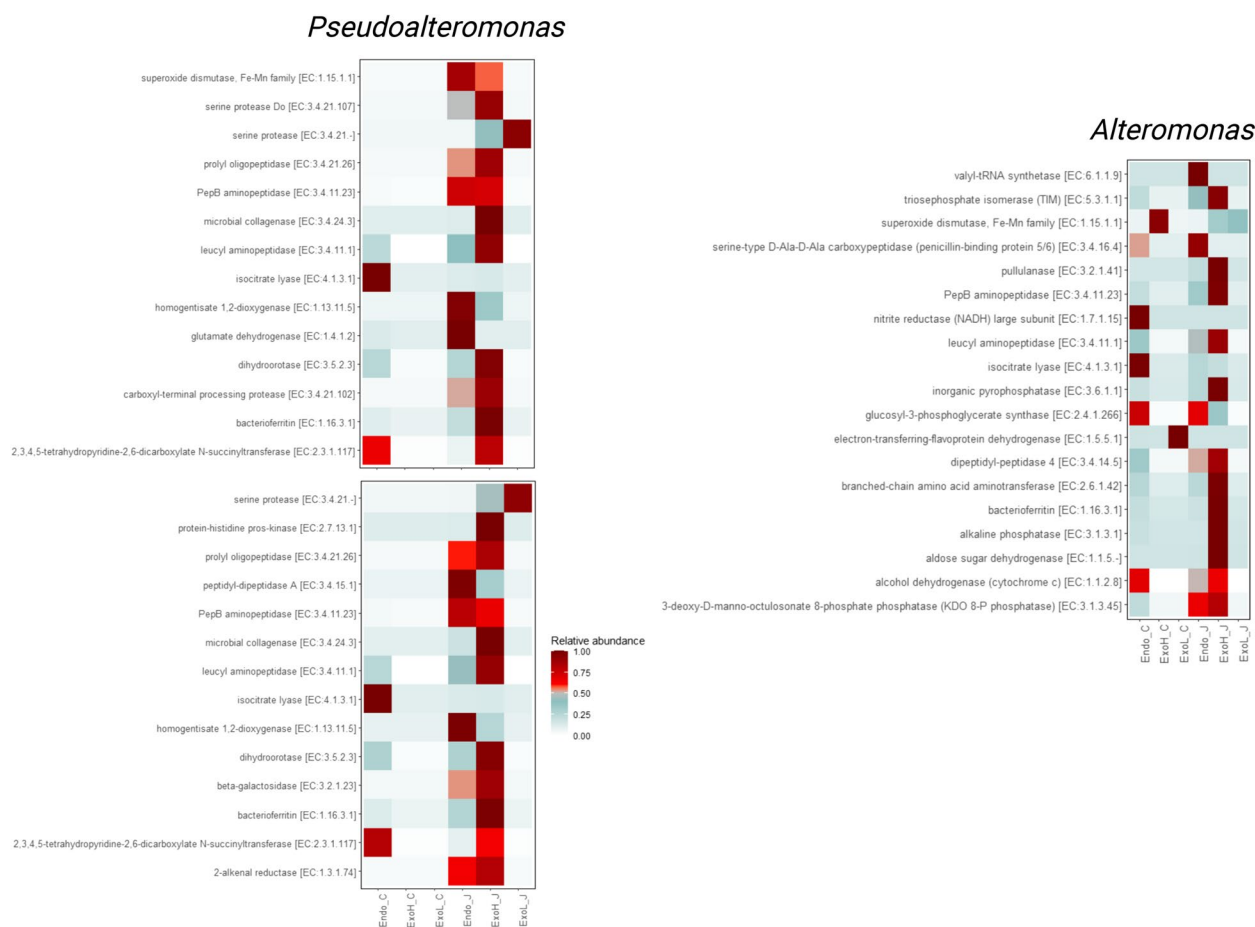 Pseudoalteromonas
superoxide dismutase, Fe-Mn family [EC:1.15.1.1]
serine protease Do [EC:3.4.21.107]
serine protease [EC:3.4.21.-]
prolyl oligopeptidase [EC:3.4.21.26]
PepB aminopeptidase [EC:3.4.11.23]
microbial collagenase [EC:3.4.24.3]
leucyl aminopeptidase [EC:3.4.11.1]
isocitrate lyase [EC:4.1.3.1]
homogentisate 1,2-dioxygenase [EC:1.13.11.5]
glutamate dehydrogenase [EC:1.4.1.2]
dihydroorotase [EC:3.5.2.3]
carboxyl-terminal processing protease [EC:3.4.21.102]
bacterioferritin [EC:1.16.3.1]
2,3,4,5-tetrahydropyridine-2,6-dicarboxylate N-succinyltransferase [EC:2.3.1.117]
serine protease [EC:3.4.21.-]
protein-histidine pros-kinase [EC:2.7.13.1]
prolyl oligopeptidase [EC:3.4.21.26]
peptidyl-dipeptidase A [EC:3.4.15.1]
PepB aminopeptidase [EC:3.4.11.23]
microbial collagenase [EC:3.4.24.3]
leucyl aminopeptidase [EC:3.4.11.1]
isocitrate lyase [EC:4.1.3.1]
homogentisate 1,2-dioxygenase [EC:1.13.11.5]
dihydroorotase [EC:3.5.2.3]
beta-galactosidase [EC:3.2.1.23]
bacterioferritin [EC:1.16.3.1]
2,3,4,5-tetrahydropyridine-2,6-dicarboxylate N-succinyltransferase [EC:2.3.1.117]
2-alkenal reductase [EC:1.3.1.74]
Endo_C
ExoH_C
ExoL_C
Endo_J
ExoH_J
ExoL_J
Relative abundance
1.00
0.75
0.50
0.25
0.00
Alteromonas
valyl-tRNA synthetase [EC:6.1.1.9]
triosephosphate isomerase (TIM) [EC:5.3.1.1]
superoxide dismutase, Fe-Mn family [EC:1.15.1.1]
serine-type D-Ala-D-Ala carboxypeptidase (penicillin-binding protein 5/6) [EC:3.4.16.4]
pullulanase [EC:3.2.1.41]
PepB aminopeptidase [EC:3.4.11.23]
nitrite reductase (NADH) large subunit [EC:1.7.1.15]
leucyl aminopeptidase [EC:3.4.11.1]
isocitrate lyase [EC:4.1.3.1]
inorganic pyrophosphatase [EC:3.6.1.1]
glucosyl-3-phosphoglycerate synthase [EC:2.4.1.266]
electron-transferring-flavoprotein dehydrogenase [EC:1.5.5.1]
dipeptidyl-peptidase 4 [EC:3.4.14.5]
branched-chain amino acid aminotransferase [EC:2.6.1.42]
bacterioferritin [EC:1.16.3.1]
alkaline phosphatase [EC:3.1.3.1]
aldose sugar dehydrogenase [EC:1.1.5.-]
alcohol dehydrogenase (cytochrome c) [EC:1.1.2.8]
3-deoxy-D-manno-octulosonate 8-phosphate phosphatase (KDO 8-P phosphatase) [EC:3.1.3.45]
Endo_C
ExoH_C
ExoL_C
Endo_J
ExoH_J
ExoL_J